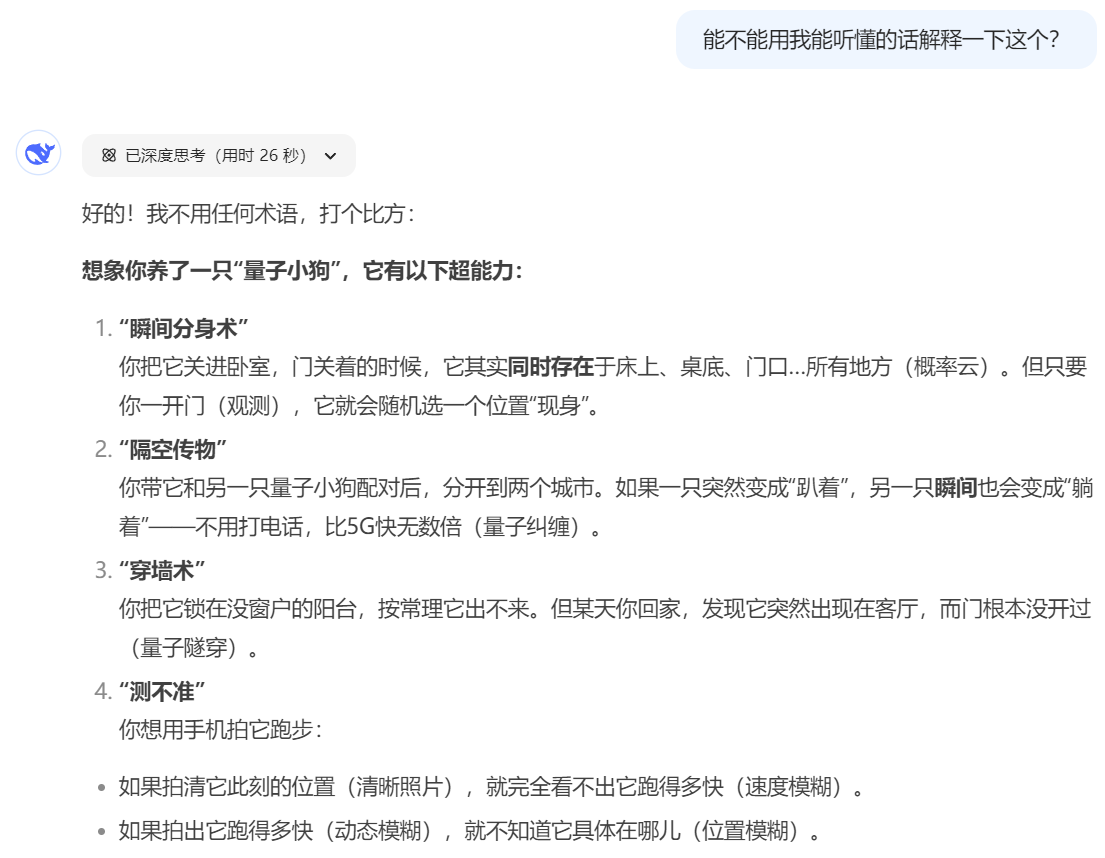 能不能用我能听懂的话解释一下这个？
已深度思考（用时 26 秒）
好的！我不用任何术语，打个比方：
想象你养了一只“量子小狗”，它有以下超能力：
1. “瞬间分身术”
你把它关进卧室，门关着的时候，它其实同时存在于床上、桌底、门口...所有地方（概率云）。但只要
你一开门（观测），它就会随机选一个位置“现身”。
2. “隔空传物”
你带它和另一只量子小狗配对后，分开到两个城市。如果一只突然变成“趴着”，另一只瞬间也会变成“躺
着”——不用打电话，比5G快无数倍（量子纠缠）。
3. “穿墙术”
你把它锁在没窗户的阳台，按常理它出不来。但某天你回家，发现它突然出现在客厅，而门根本没开过
（量子隧穿）。
4. “测不准”
你想用手机拍它跑步：
• 如果拍清它此刻的位置（清晰照片），就完全看不出它跑得多快（速度模糊）。
• 如果拍出它跑得多快（动态模糊），就不知道它具体在哪儿（位置模糊）。